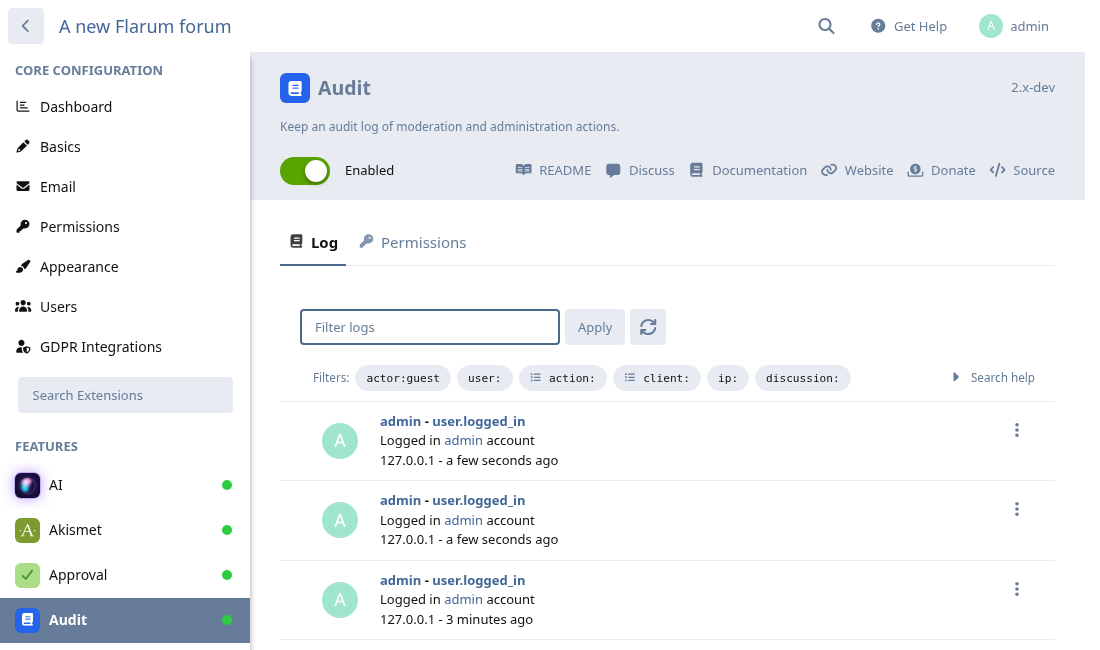 A new Flarum forum
Get Help
A admin
CORE CONFIGURATION
Dashboard
Basics
Email
Permissions
Appearance
Users
GDPR Integrations
Search Extensions
FEATURES
AI
A Akismet
Approval
Audit
Audit
2.x-dev
Keep an audit log of moderation and administration actions.
Enabled
README Discuss Documentation Website Donate Source
Log Permissions
Filter logs Apply
Filters: actor:guest user: action: client: ip: discussion: Search help
admin - user.logged_in
A Logged in admin account
127.0.0.1 - a few seconds ago
admin - user.logged_in
A Logged in admin account
127.0.0.1 - a few seconds ago
admin - user.logged_in
A Logged in admin account
127.0.0.1 - 3 minutes ago